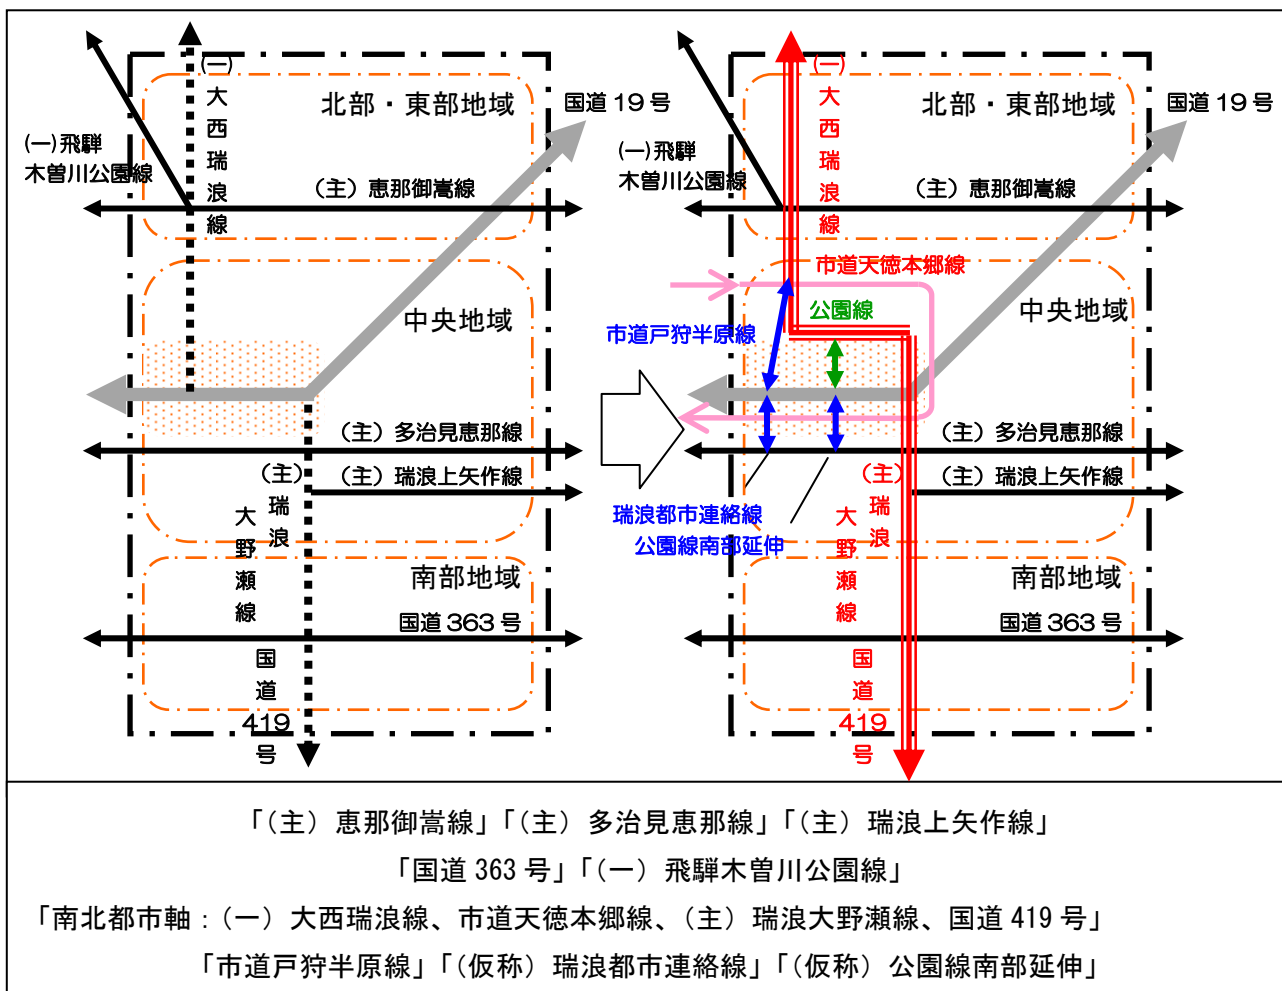 (一)大西瑞浪線
北部・東部地域
国道19号
(一)飛騨
木曽川公園線
(主)恵那御嵩線
中央地域
(主)多治見恵那線
(主)瑞浪上矢作線
(主)瑞浪
大野瀬線
南部地域
国道363号
国道419号
(一)大西瑞浪線
北部・東部地域
国道19号
(一)飛騨
木曽川公園線
(主)恵那御嵩線
市道天徳本郷線
公園線
中央地域
市道戸狩半原線
(主)多治見恵那線
(主)瑞浪上矢作線
(主)瑞浪
大野瀬線
瑞浪都市連絡線
公園線南部延伸
南部地域
国道363号
国道419号
「(主)恵那御嵩線」「(主)多治見恵那線」「(主)瑞浪上矢作線」
「国道363号」「(一)飛騨木曽川公園線」
「南北都市軸:(一)大西瑞浪線、市道天徳本郷線、(主)瑞浪大野瀬線、国道419号」
「市道戸狩半原線」「(仮称)瑞浪都市連絡線」「(仮称)公園線南部延伸」